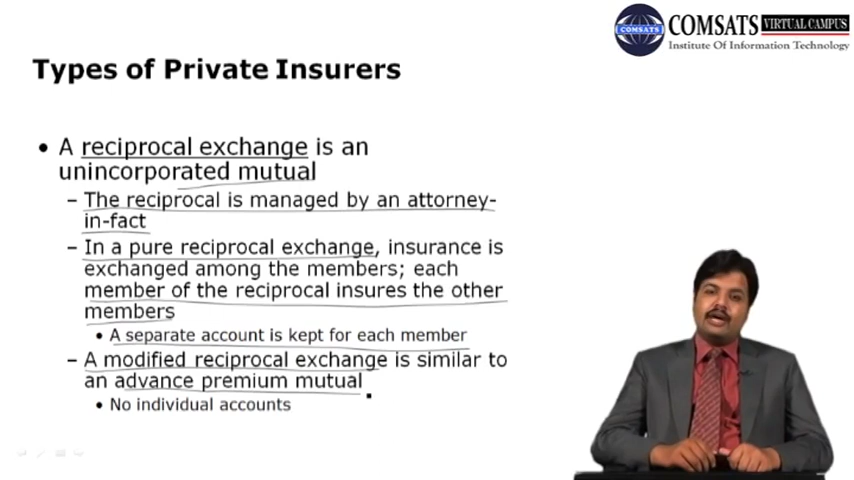 COMSATS VIRTUAL CAMPUS
COMSATS
Institute Of Information Technology
Types of Private Insurers
• A reciprocal exchange is an
unincorporated mutual
– The reciprocal is managed by an attorney-
in-fact
– In a pure reciprocal exchange, insurance is
exchanged among the members; each
member of the reciprocal insures the other
members
• A separate account is kept for each member
– A modified reciprocal exchange is similar to
an advance premium mutual
• No individual accounts